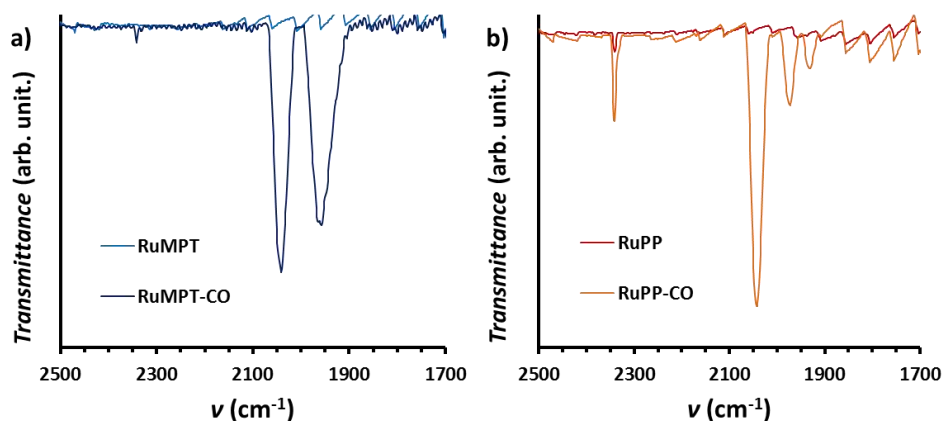 a)
Transmittance (arb. unit.)
RuMPT
RuMPT-CO
2500 2300 2100 1900 1700
ν (cm⁻¹)
b)
Transmittance (arb. unit.)
RuPP
RuPP-CO
2500 2300 2100 1900 1700
ν (cm⁻¹)